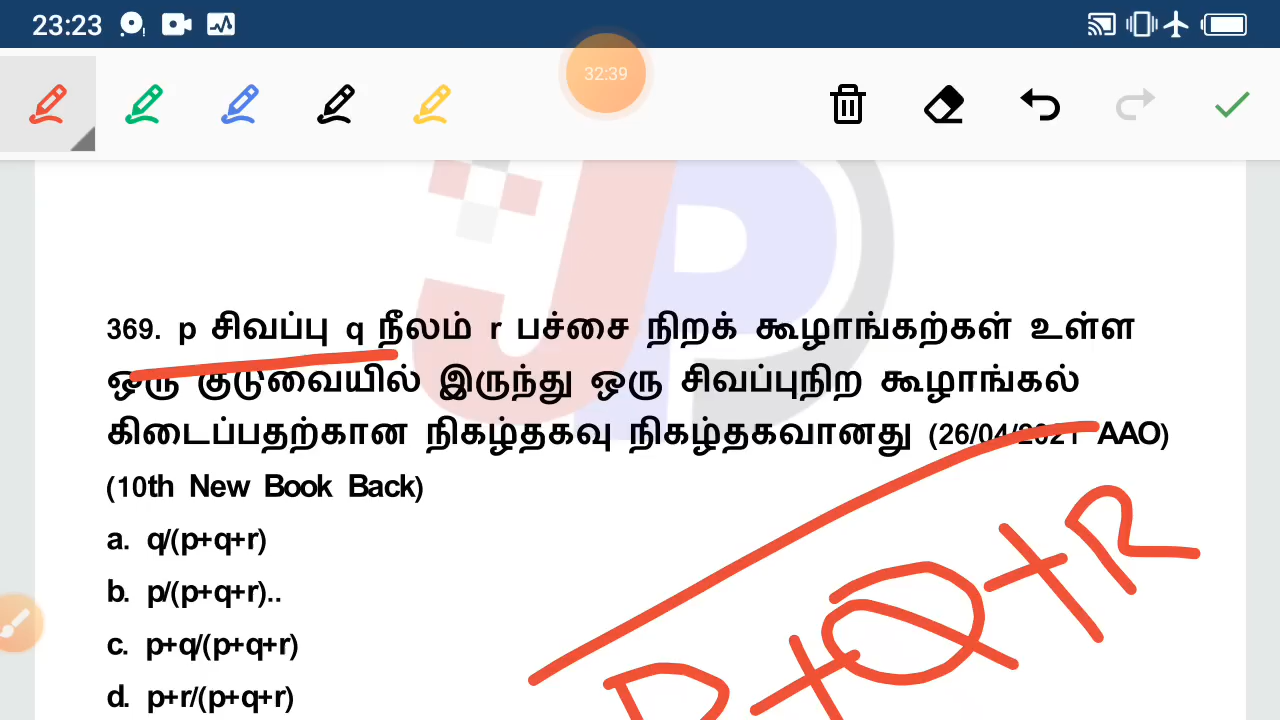 23:23
32:39
JP
369. p சிவப்பு q நீலம் r பச்சை நிறக் கூழாங்கற்கள் உள்ள
ஒரு குடுவையில் இருந்து ஒரு சிவப்புநிற கூழாங்கல்
கிடைப்பதற்கான நிகழ்தகவு நிகழ்தகவானது (26/04/2021 AAO)
(10th New Book Back)
a. q/(p+q+r)
b. p/(p+q+r)..
c. p+q/(p+q+r)
d. p+r/(p+q+r)
P+Q+R